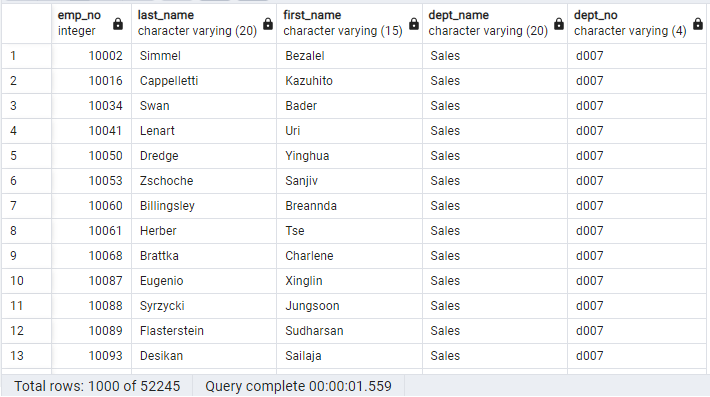 emp_no last_name first_name dept_name dept_no
integer character varying (20) character varying (15) character varying (20) character varying (4)
1 10002 Simmel Bezalel Sales d007
2 10016 Cappelletti Kazuhito Sales d007
3 10034 Swan Bader Sales d007
4 10041 Lenart Uri Sales d007
5 10050 Dredge Yinghua Sales d007
6 10053 Zschoche Sanjiv Sales d007
7 10060 Billingsley Breannda Sales d007
8 10061 Herber Tse Sales d007
9 10068 Brattka Charlene Sales d007
10 10087 Eugenio Xinglin Sales d007
11 10088 Syrzycki Jungsoon Sales d007
12 10089 Flasterstein Sudharsan Sales d007
13 10093 Desikan Sailaja Sales d007
Total rows: 1000 of 52245 Query complete 00:00:01.559